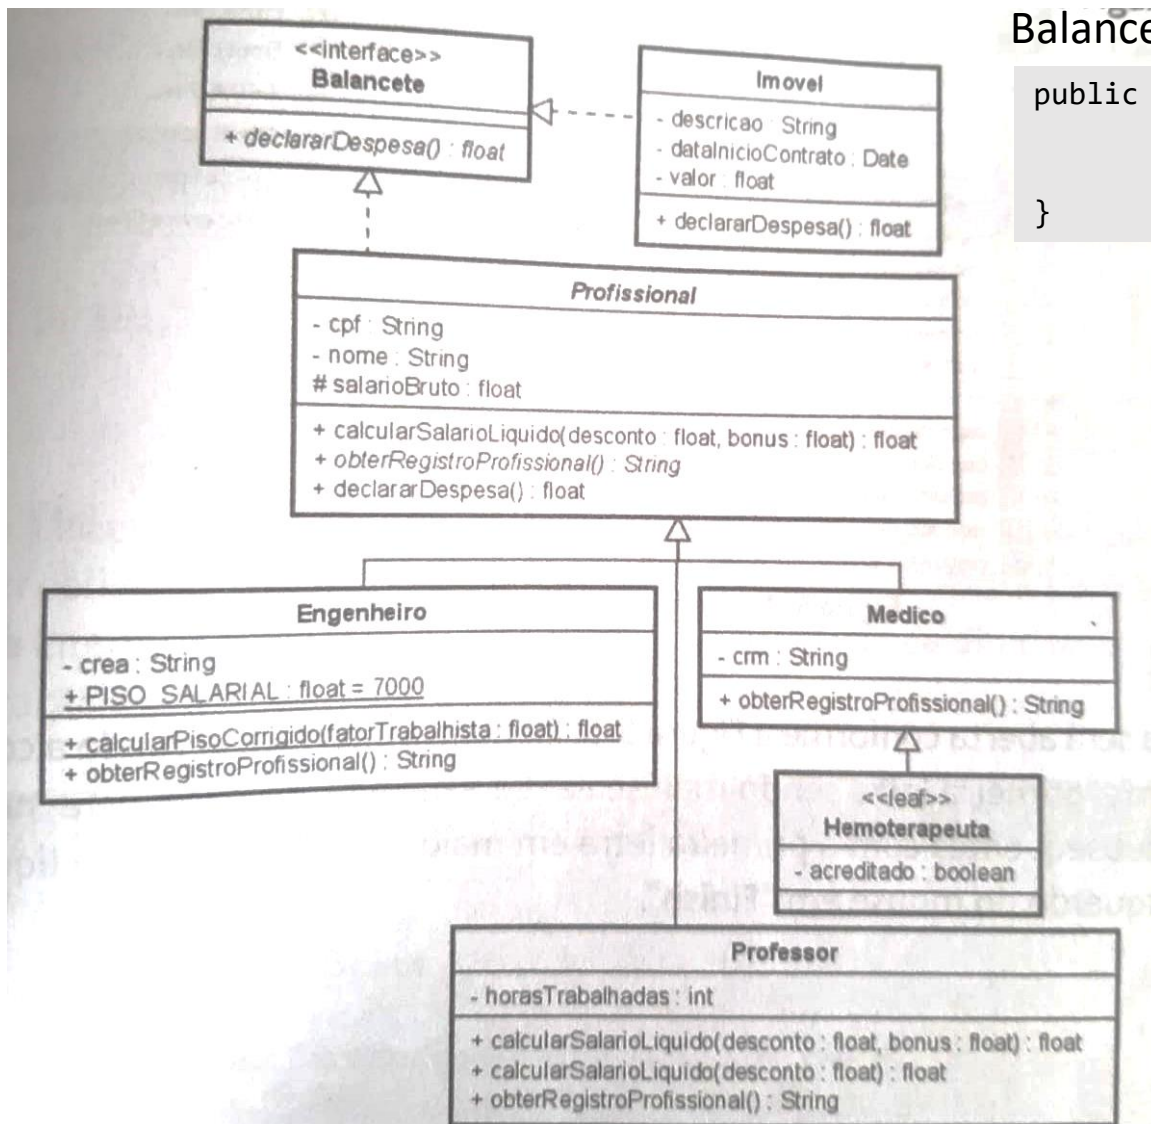 Balance
public
}
<<interface>>
Balancete
+ declararDespesa() : float
Imovel
- descricao : String
- dataInicioContrato : Date
- valor : float
+ declararDespesa() : float
Profissional
- cpf : String
- nome : String
# salarioBruto : float
+ calcularSalarioLiquido(desconto : float, bonus : float) : float
+ obterRegistroProfissional() : String
+ declararDespesa() : float
Engenheiro
- crea : String
+ PISO_SALARIAL : float = 7000
+ calcularPisoCorrigido(fatorTrabalhista : float) : float
+ obterRegistroProfissional() : String
Medico
- crm : String
+ obterRegistroProfissional() : String
<<leaf>>
Hemoterapeuta
- acreditado : boolean
Professor
- horasTrabalhadas : int
+ calcularSalarioLiquido(desconto : float, bonus : float) : float
+ calcularSalarioLiquido(desconto : float) : float
+ obterRegistroProfissional() : String